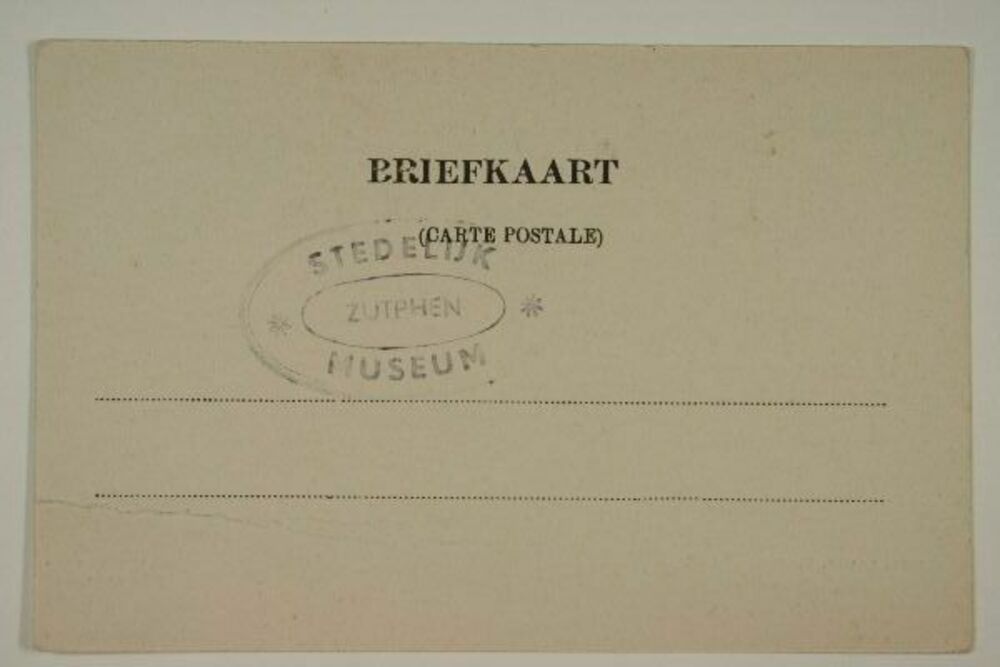 BRIEFKAART
(CARTE POSTALE)
STEDELIJK
* ZUTPHEN *
MUSEUM